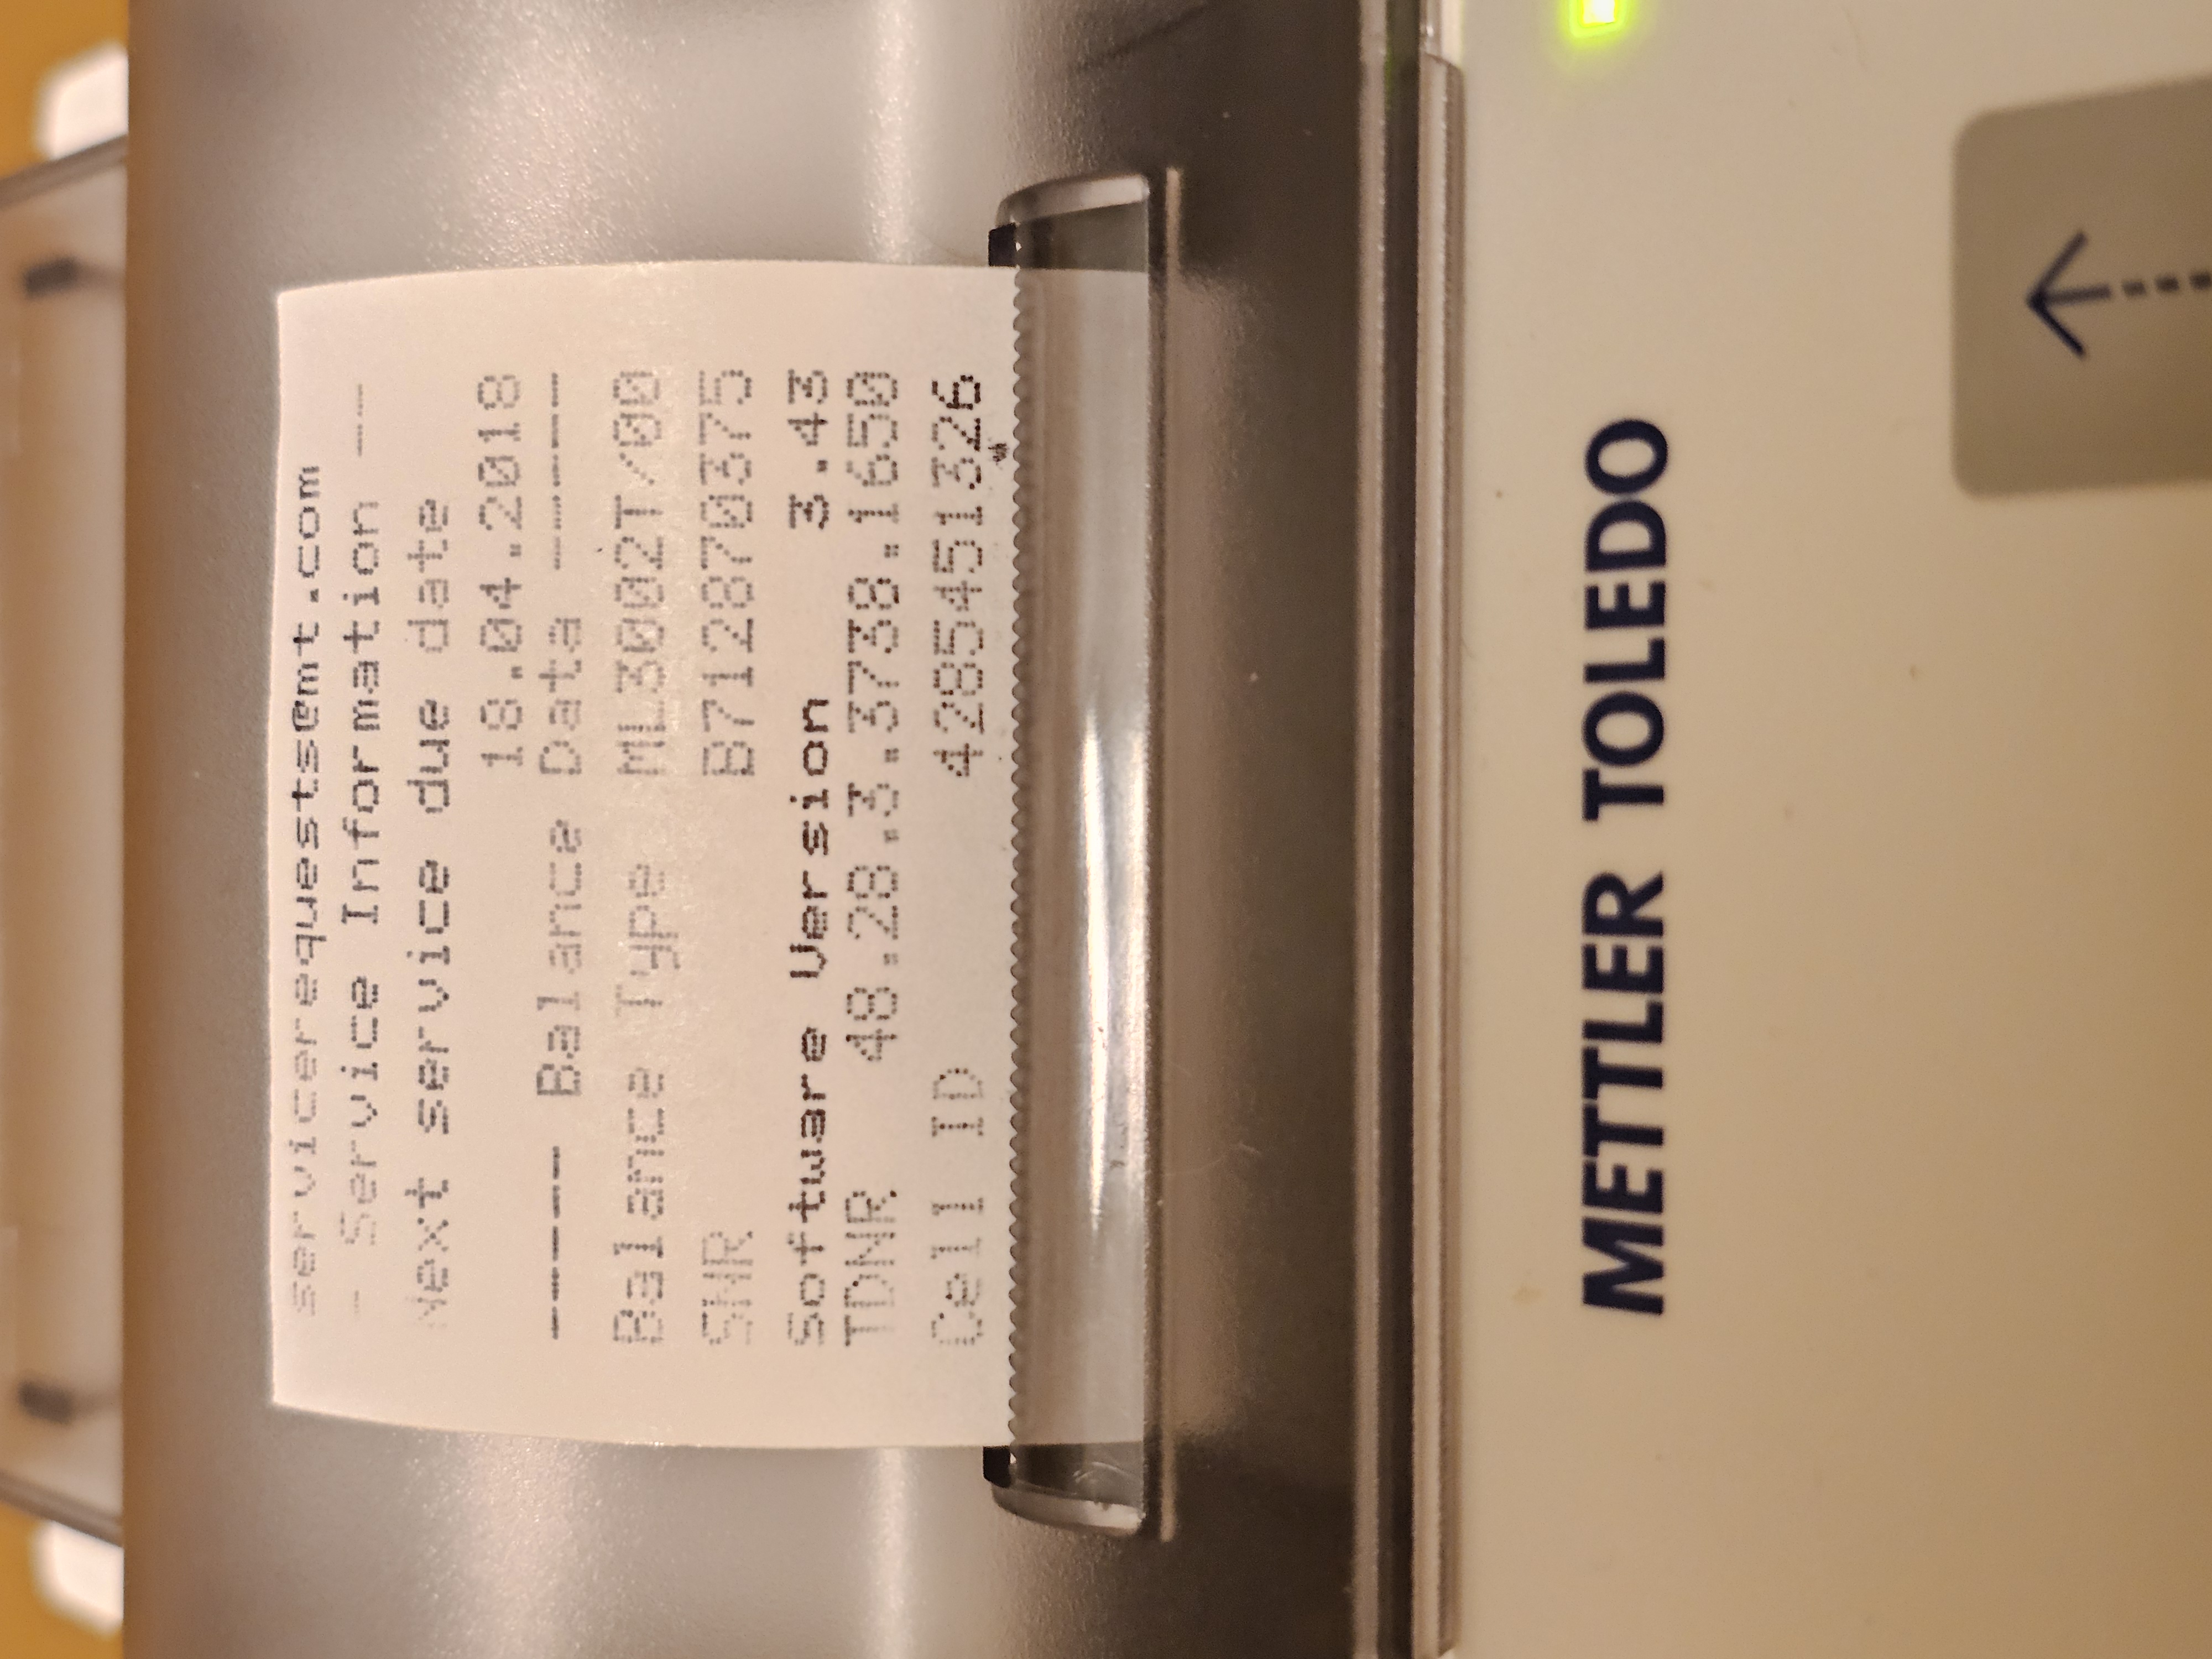 servicerequests@mt.com
- Service Information --
Next service due date
18.04.2018
----- Balance Data -----
Balance Type ML3002T/00
SNR B712870375
Software Version 3.43
TDNR 48.28.3.3738.1650
Cell ID 4285451326
METTLER TOLEDO